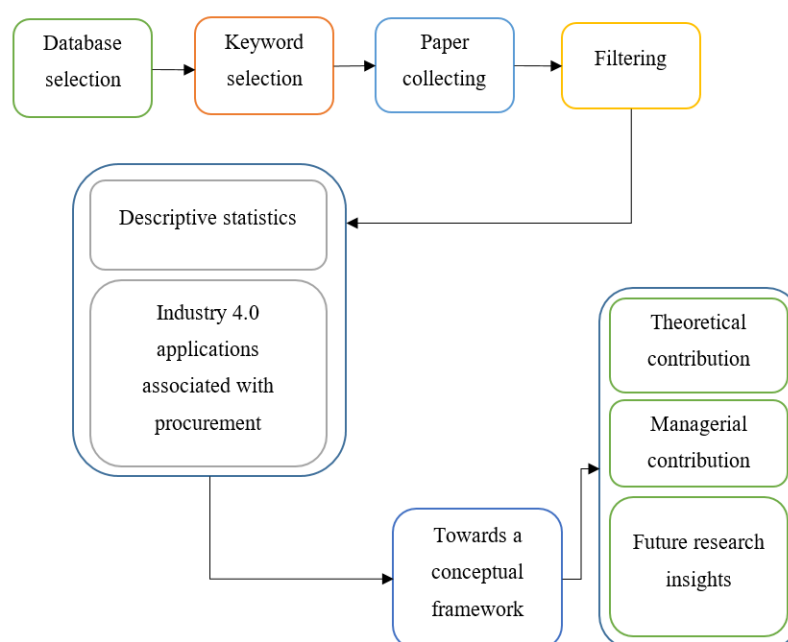 Database
selection
Keyword
selection
Paper
collecting
Filtering
Descriptive statistics
Industry 4.0
applications
associated with
procurement
Towards a
conceptual
framework
Theoretical
contribution
Managerial
contribution
Future research
insights